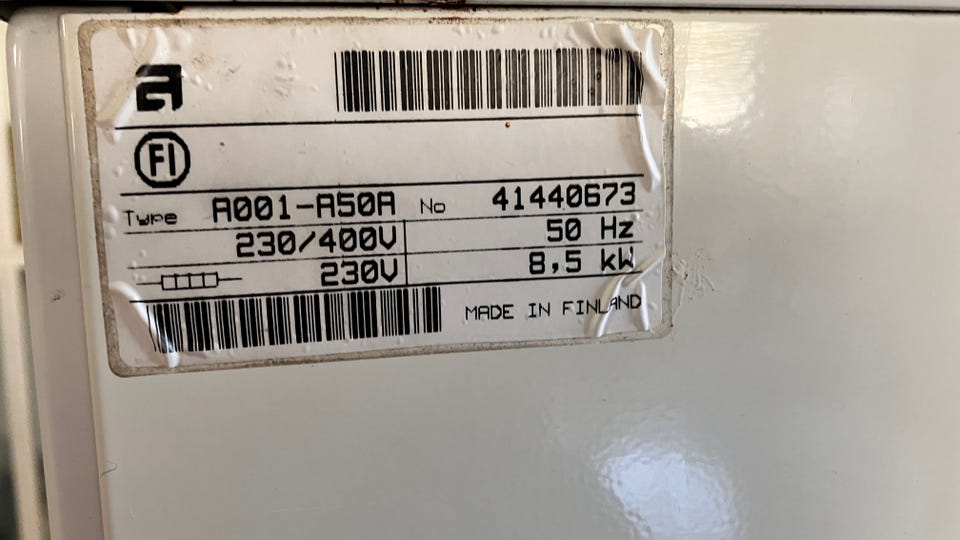 a
FI
Type A001-A50A No 41440673
230/400V 50 Hz
230V 8,5 kW
MADE IN FINLAND